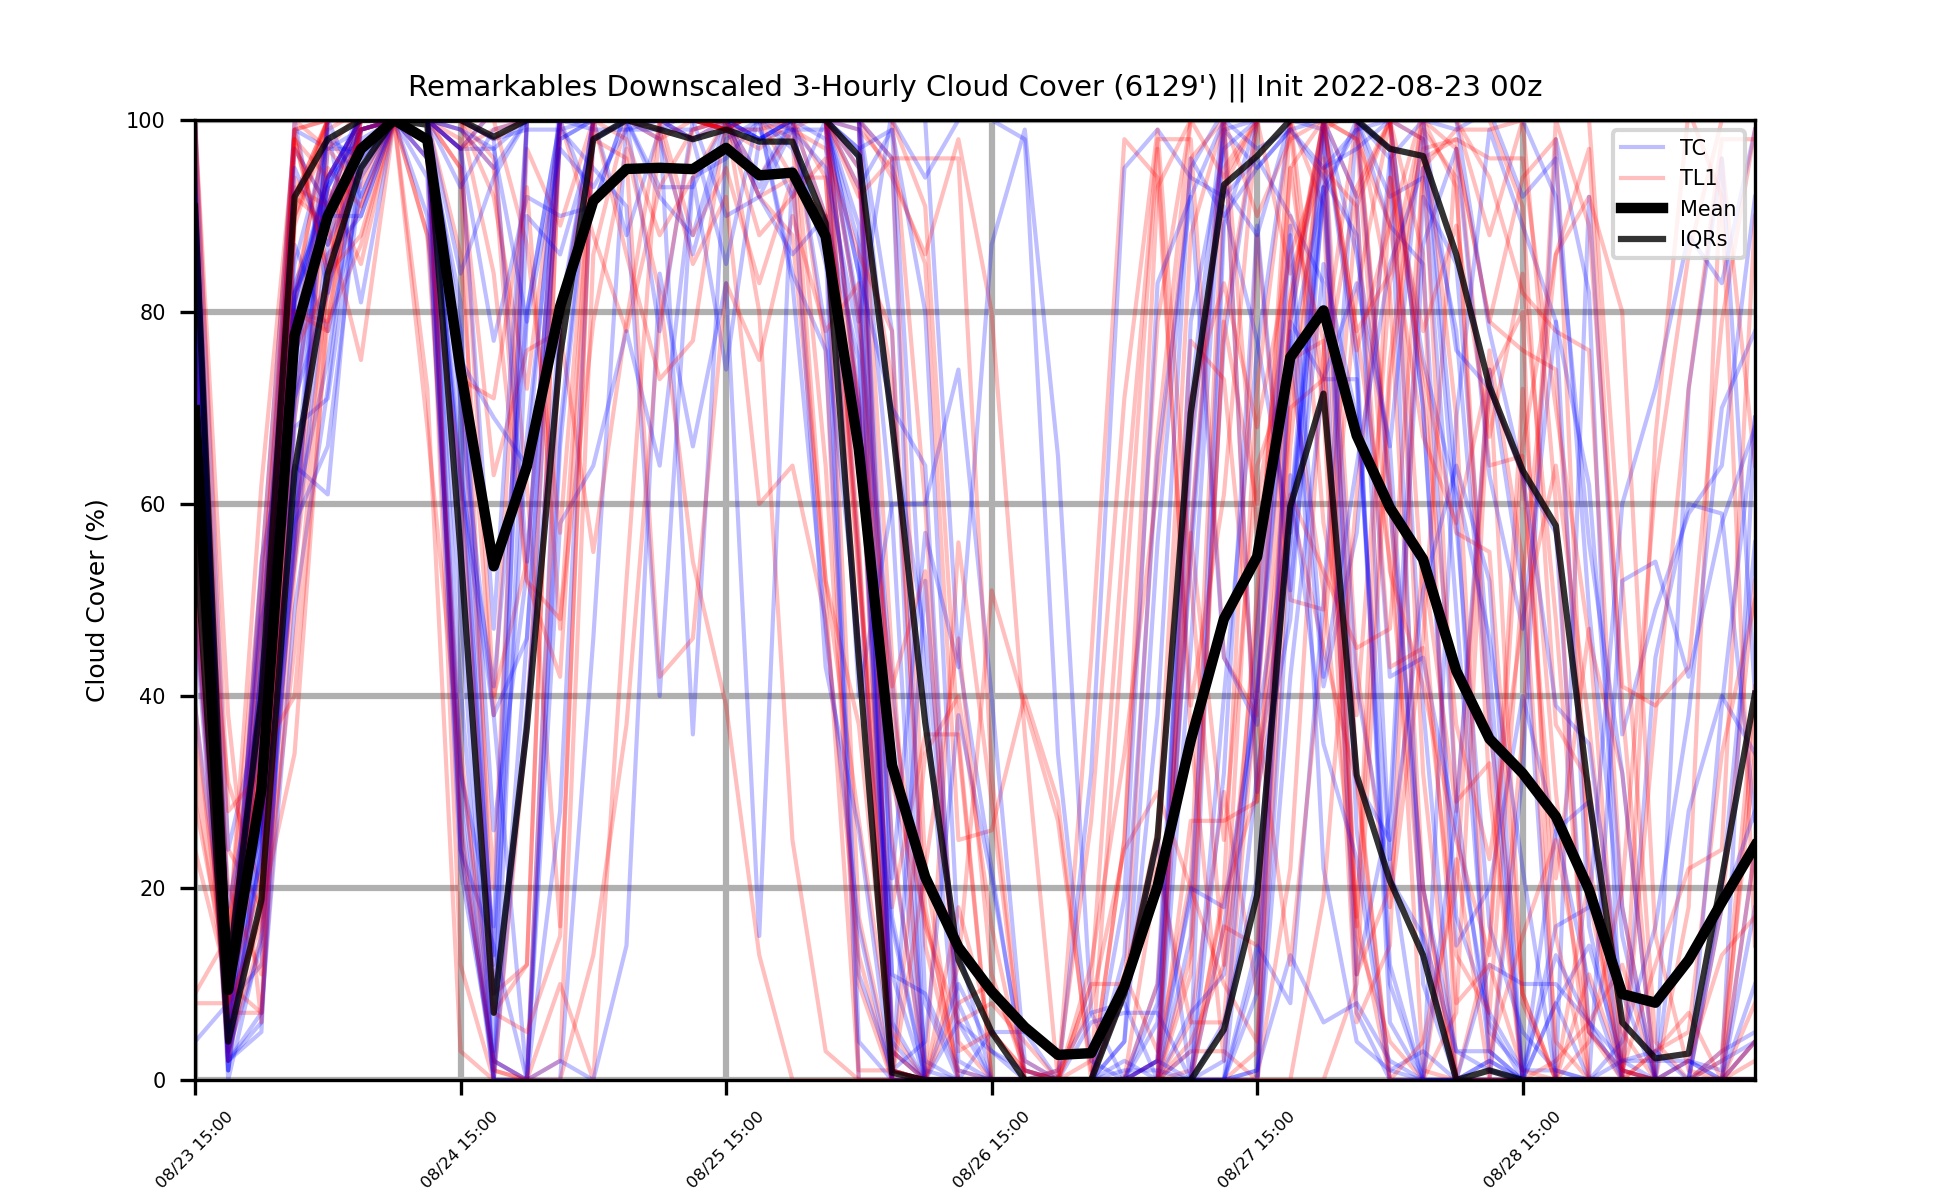 Remarkables Downscaled 3-Hourly Cloud Cover (6129') || Init 2022-08-23 00z
TC
TL1
Mean
IQRs
Cloud Cover (%)
100
80
60
40
20
0
08/23 15:00
08/24 15:00
08/25 15:00
08/26 15:00
08/27 15:00
08/28 15:00